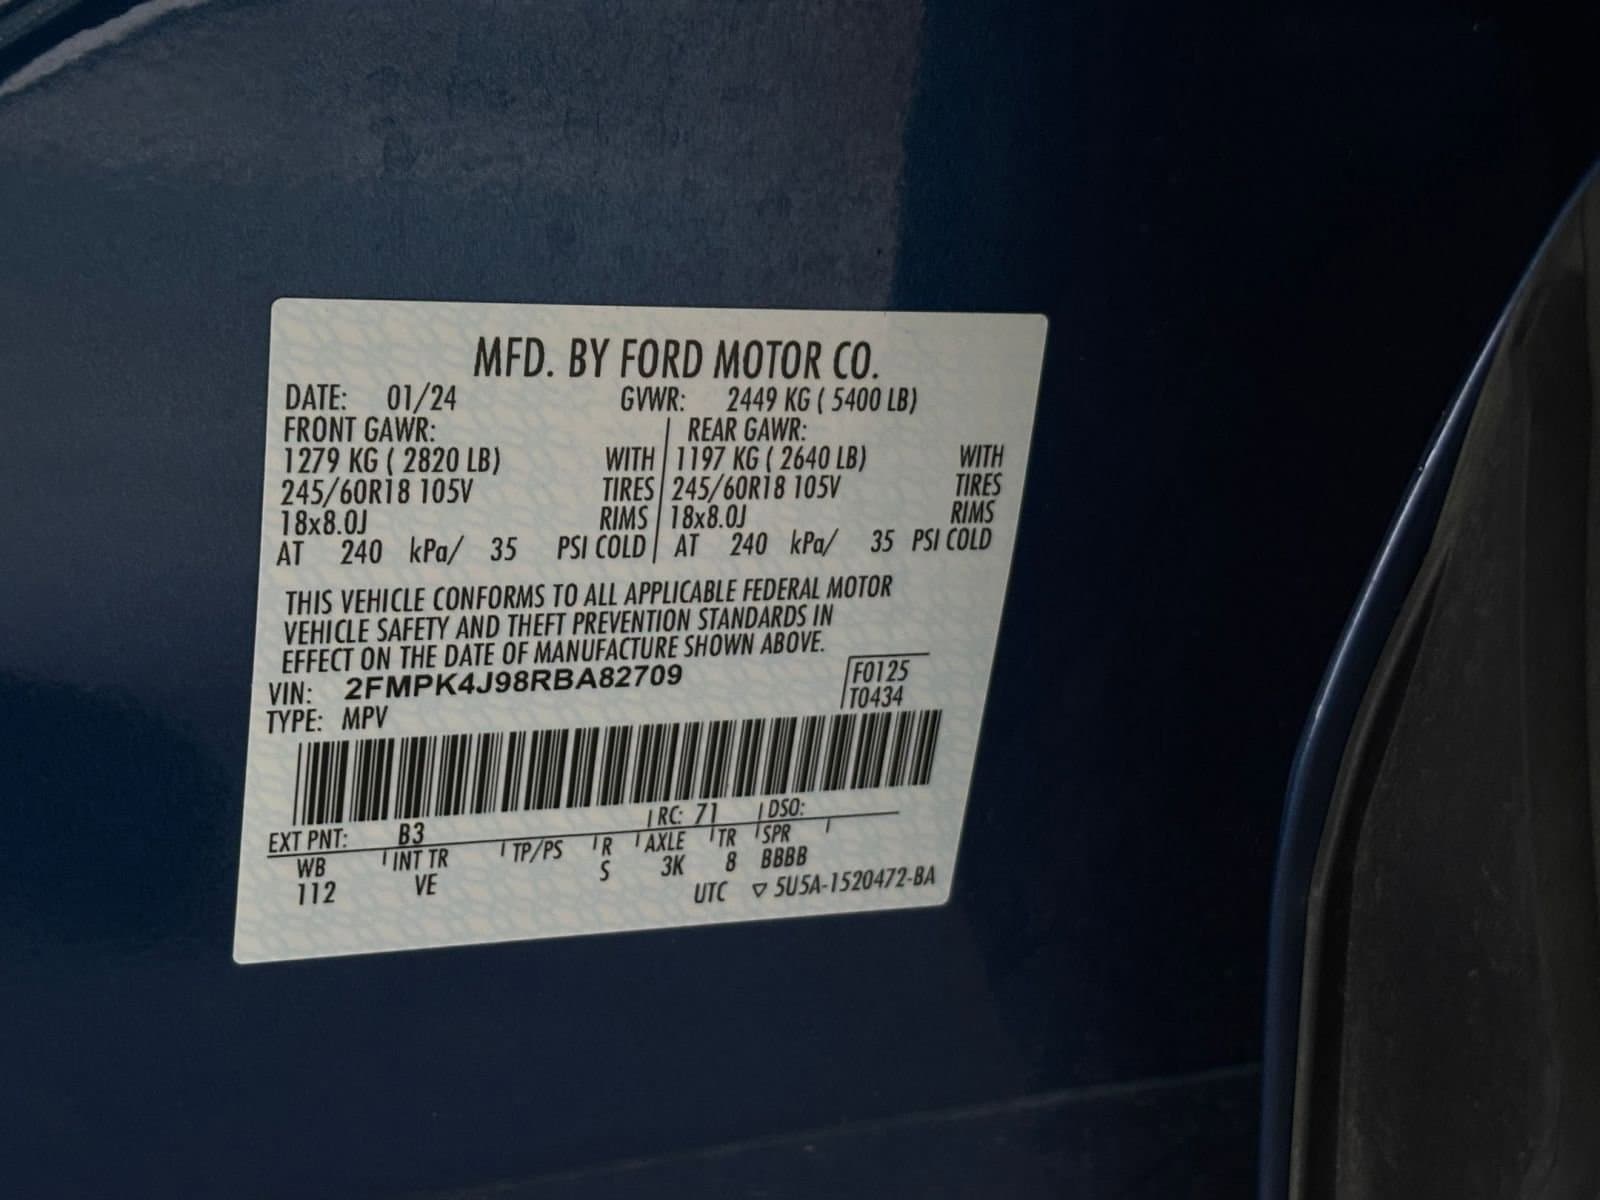 MFD. BY FORD MOTOR CO.
DATE: 01/24 GVWR: 2449 KG ( 5400 LB)
FRONT GAWR: REAR GAWR:
1279 KG ( 2820 LB) WITH 1197 KG ( 2640 LB) WITH
245/60R18 105V TIRES 245/60R18 105V TIRES
18x8.0J RIMS 18x8.0J RIMS
AT 240 kPa/ 35 PSI COLD AT 240 kPa/ 35 PSI COLD
THIS VEHICLE CONFORMS TO ALL APPLICABLE FEDERAL MOTOR
VEHICLE SAFETY AND THEFT PREVENTION STANDARDS IN
EFFECT ON THE DATE OF MANUFACTURE SHOWN ABOVE.
VIN: 2FMPK4J98RBA82709 F0125
TYPE: MPV T0434
EXT PNT: B3 RC: 71 DSO:
WB INT TR TP/PS R AXLE TR SPR
112 VE S 3K 8 BBBB
UTC ▽ 5U5A-1520472-BA